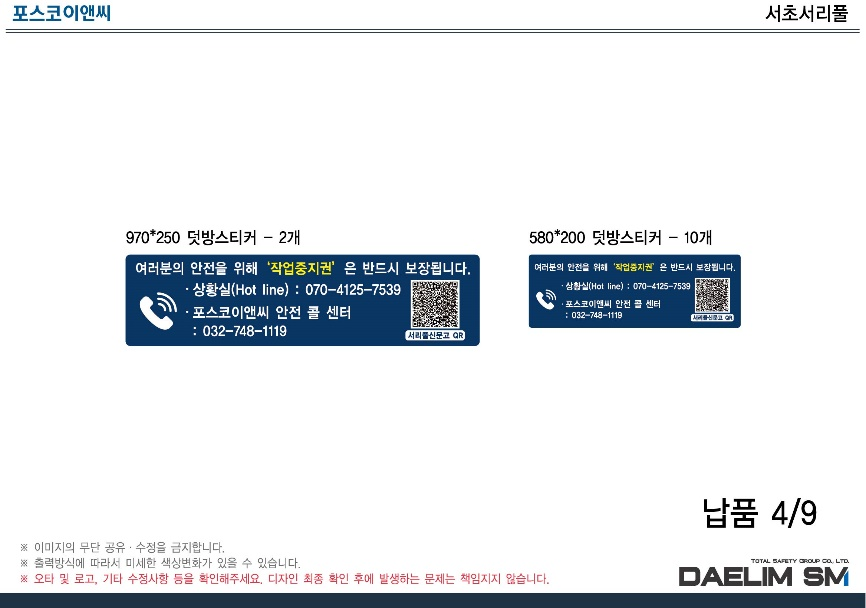 포스코이앤씨
서초서리풀
970*250 덧방스티커 - 2개
여러분의 안전을 위해 '작업중지권' 은 반드시 보장됩니다.
· 상황실(Hot line) : 070-4125-7539
· 포스코이앤씨 안전 콜 센터
: 032-748-1119
서리풀신문고 QR
580*200 덧방스티커 - 10개
여러분의 안전을 위해 '작업중지권' 은 반드시 보장됩니다.
· 상황실(Hot line) : 070-4125-7539
· 포스코이앤씨 안전 콜 센터
: 032-748-1119
서리풀신문고 QR
납품 4/9
※ 이미지의 무단 공유 · 수정을 금지합니다.
※ 출력방식에 따라서 미세한 색상변화가 있을 수 있습니다.
※ 오타 및 로고, 기타 수정사항 등을 확인해주세요. 디자인 최종 확인 후에 발생하는 문제는 책임지지 않습니다.
TOTAL SAFETY GROUP CO., LTD.
DAELIM SM